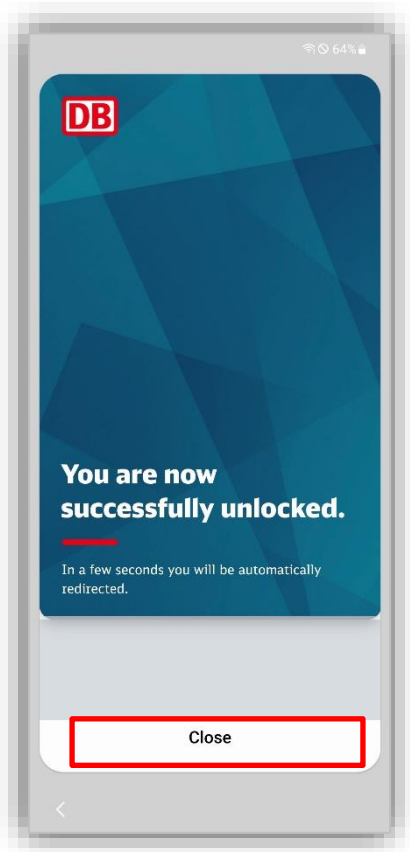 64%
DB
You are now
successfully unlocked.
In a few seconds you will be automatically
redirected.
Close